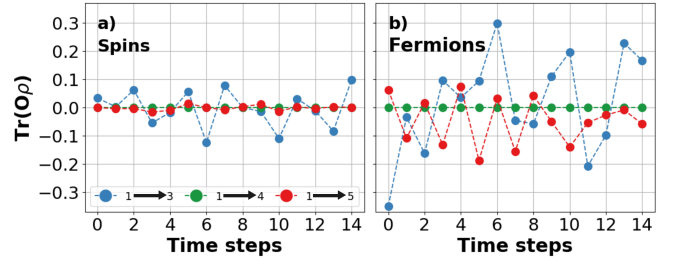 a)
Spins
b)
Fermions
Tr(Oρ)
0.3
0.2
0.1
0.0
−0.1
−0.2
−0.3
1 3
1 4
1 5
0 2 4 6 8 10 12 14
0 2 4 6 8 10 12 14
Time steps
Time steps